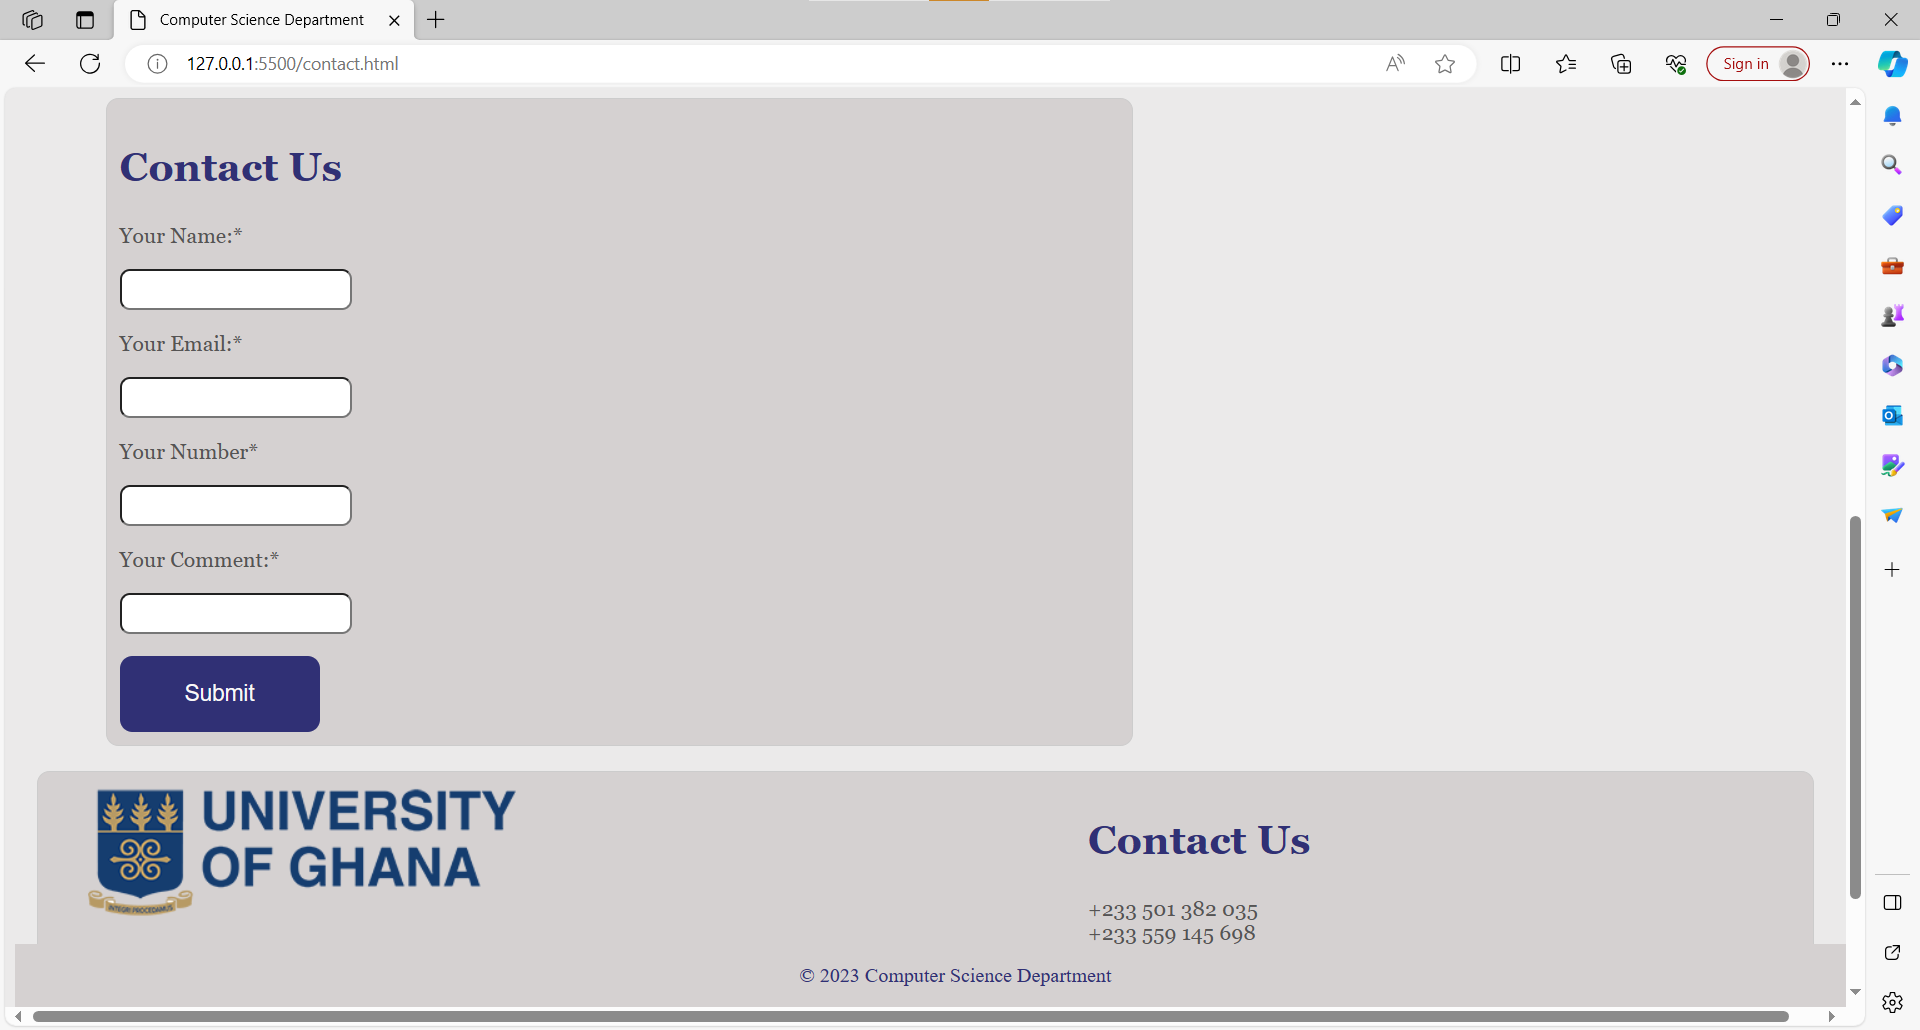 Computer Science Department
127.0.0.1:5500/contact.html
Sign in
Contact Us
Your Name:*
Your Email:*
Your Number*
Your Comment:*
Submit
UNIVERSITY
OF GHANA
INTEGRI PROCEDAMUS
Contact Us
+233 501 382 035
+233 559 145 698
© 2023 Computer Science Department